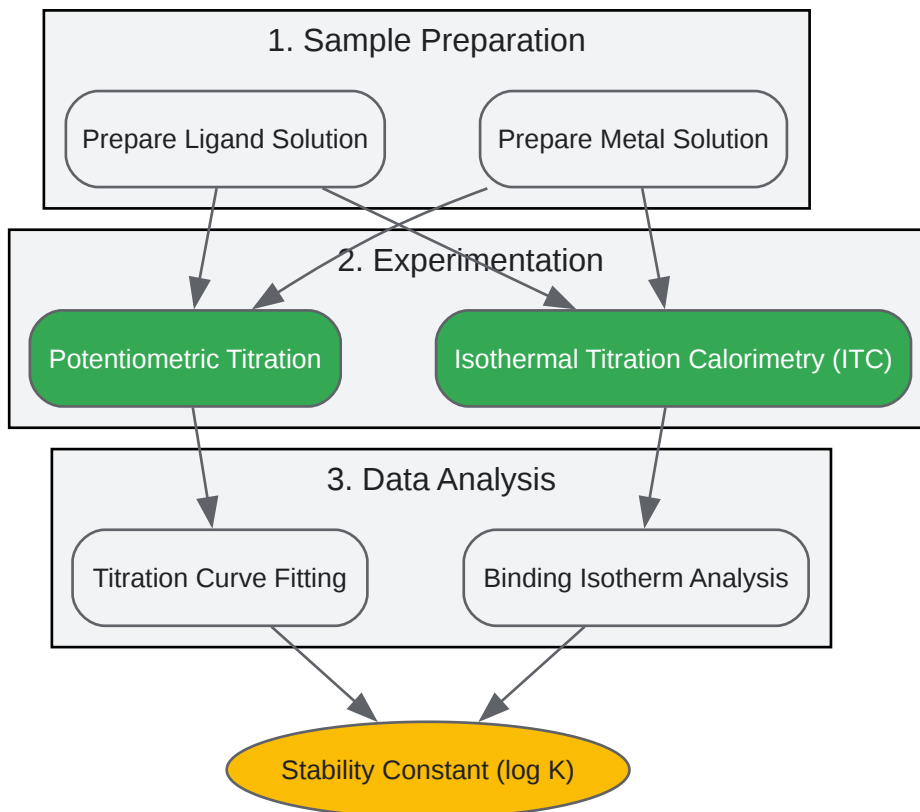 1. Sample Preparation
Prepare Ligand Solution
Prepare Metal Solution
2. Experimentation
Potentiometric Titration
Isothermal Titration Calorimetry (ITC)
3. Data Analysis
Titration Curve Fitting
Binding Isotherm Analysis
Stability Constant (log K)